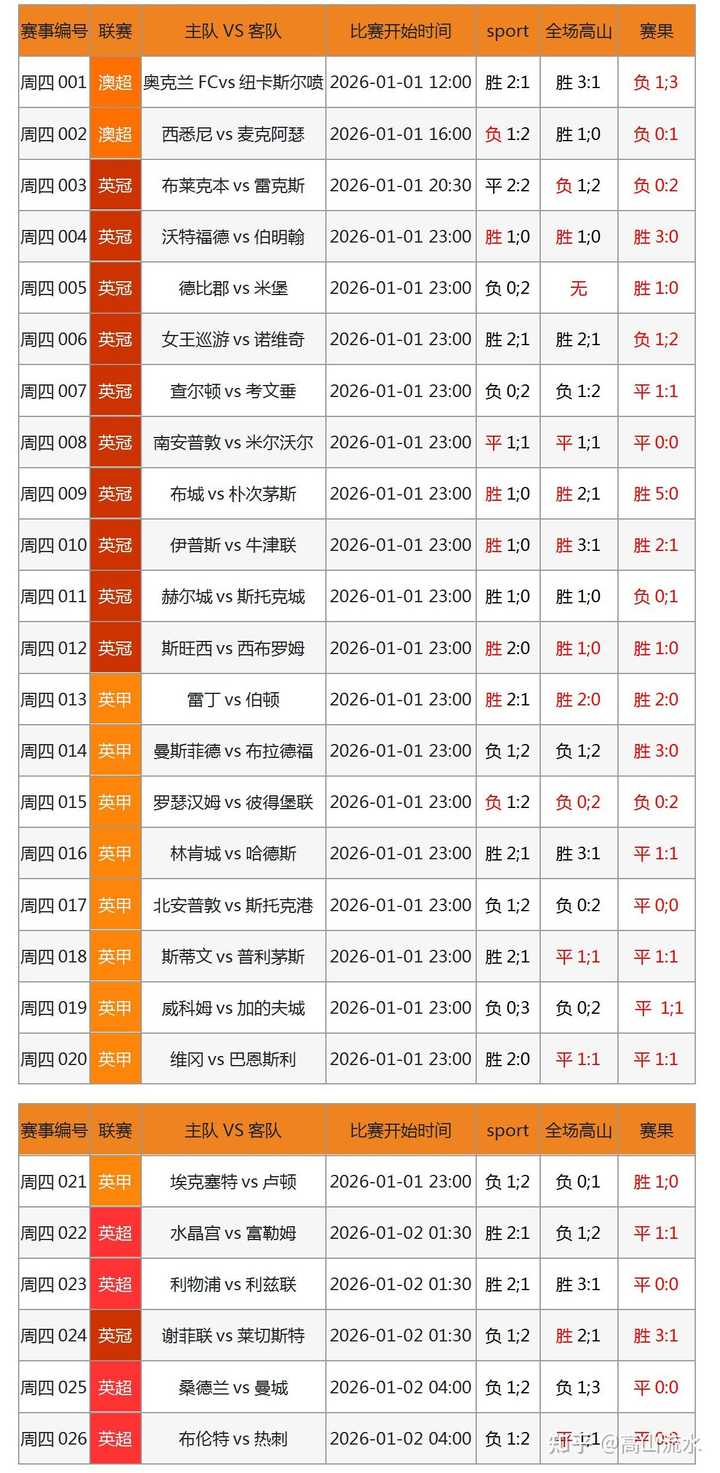 赛事编号 联赛 主队 VS 客队 比赛开始时间 sport 全场高山 赛果
周四 001 澳超 奥克兰 FCvs 纽卡斯尔喷 2026-01-01 12:00 胜 2:1 胜 3:1 负 1;3
周四 002 澳超 西悉尼 vs 麦克阿瑟 2026-01-01 16:00 负 1:2 胜 1;0 负 0:1
周四 003 英冠 布莱克本 vs 雷克斯 2026-01-01 20:30 平 2:2 负 1;2 负 0:2
周四 004 英冠 沃特福德 vs 伯明翰 2026-01-01 23:00 胜 1;0 胜 1;0 胜 3:0
周四 005 英冠 德比郡 vs 米堡 2026-01-01 23:00 负 0;2 无 胜 1:0
周四 006 英冠 女王巡游 vs 诺维奇 2026-01-01 23:00 胜 2;1 胜 2;1 负 1;2
周四 007 英冠 查尔顿 vs 考文垂 2026-01-01 23:00 负 0;2 负 1:2 平 1:1
周四 008 英冠 南安普敦 vs 米尔沃尔 2026-01-01 23:00 平 1;1 平 1;1 平 0:0
周四 009 英冠 布城 vs 朴次茅斯 2026-01-01 23:00 胜 1;0 胜 2;1 胜 5:0
周四 010 英冠 伊普斯 vs 牛津联 2026-01-01 23:00 胜 1;0 胜 3:1 胜 2:1
周四 011 英冠 赫尔城 vs 斯托克城 2026-01-01 23:00 胜 1;0 胜 1;0 负 0;1
周四 012 英冠 斯旺西 vs 西布罗姆 2026-01-01 23:00 胜 2:0 胜 1;0 胜 1:0
周四 013 英甲 雷丁 vs 伯顿 2026-01-01 23:00 胜 2:1 胜 2:0 胜 2:0
周四 014 英甲 曼斯菲德 vs 布拉德福 2026-01-01 23:00 负 1;2 负 1;2 胜 3:0
周四 015 英甲 罗瑟汉姆 vs 彼得堡联 2026-01-01 23:00 负 1:2 负 0;2 负 0:2
周四 016 英甲 林肯城 vs 哈德斯 2026-01-01 23:00 胜 2;1 胜 3:1 平 1:1
周四 017 英甲 北安普敦 vs 斯托克港 2026-01-01 23:00 负 1;2 负 0:2 平 0;0
周四 018 英甲 斯蒂文 vs 普利茅斯 2026-01-01 23:00 胜 2;1 平 1;1 平 1:1
周四 019 英甲 威科姆 vs 加的夫城 2026-01-01 23:00 负 0;3 负 0;2 平 1;1
周四 020 英甲 维冈 vs 巴恩斯利 2026-01-01 23:00 胜 2:0 平 1:1 平 1:1
赛事编号 联赛 主队 VS 客队 比赛开始时间 sport 全场高山 赛果
周四 021 英甲 埃克塞特 vs 卢顿 2026-01-01 23:00 负 1;2 负 0;1 胜 1;0
周四 022 英超 水晶宫 vs 富勒姆 2026-01-02 01:30 胜 2:1 负 1;2 平 1:1
周四 023 英超 利物浦 vs 利兹联 2026-01-02 01:30 胜 2;1 胜 3:1 平 0:0
周四 024 英冠 谢菲联 vs 莱切斯特 2026-01-02 01:30 负 1;2 胜 2;1 胜 3:1
周四 025 英超 桑德兰 vs 曼城 2026-01-02 04:00 负 1;2 负 1;3 平 0:0
周四 026 英超 布伦特 vs 热刺 2026-01-02 04:00 负 1:2 平 1;1 平 0:0
知乎 @高山流水